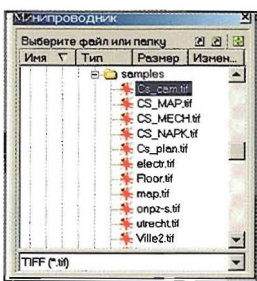 Минипроводник
Выберите файл или папку
Имя Тип Размер Измен...
samples
Cs_cam.tif
CS_MAP.tif
CS_MECH.tif
CS_NAPK.tif
Cs_plan.tif
electr.tif
Floor.tif
map.tif
onpz-s.tif
utrecht.tif
Ville2.tif
TIFF (*.tif)